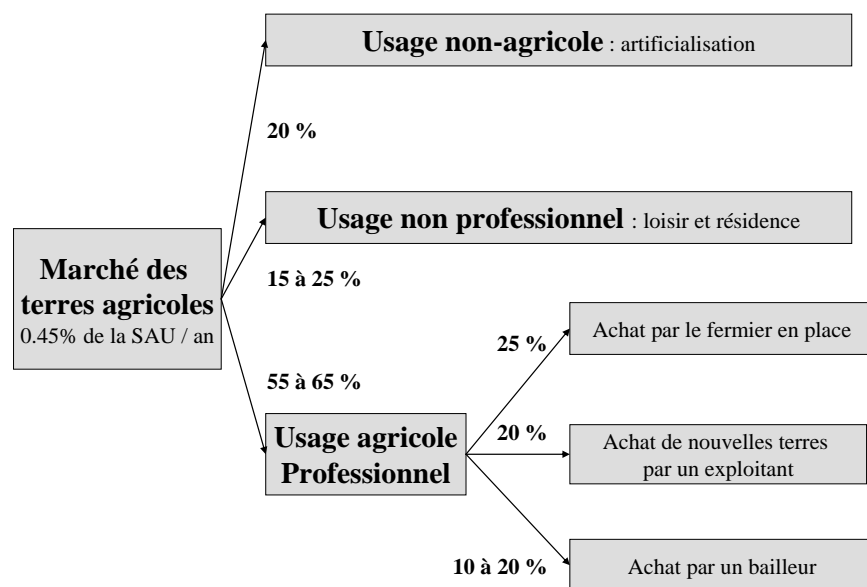 Usage non-agricole : artificialisation
20 %
Usage non professionnel : loisir et résidence
Marché des
terres agricoles
0.45% de la SAU / an
15 à 25 %
55 à 65 %
Usage agricole
Professionnel
25 %
Achat par le fermier en place
20 %
Achat de nouvelles terres
par un exploitant
10 à 20 %
Achat par un bailleur